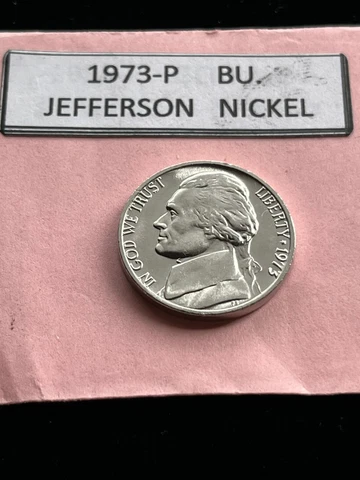 1973-P BU.
JEFFERSON NICKEL
IN GOD WE TRUST
LIBERTY • 1973